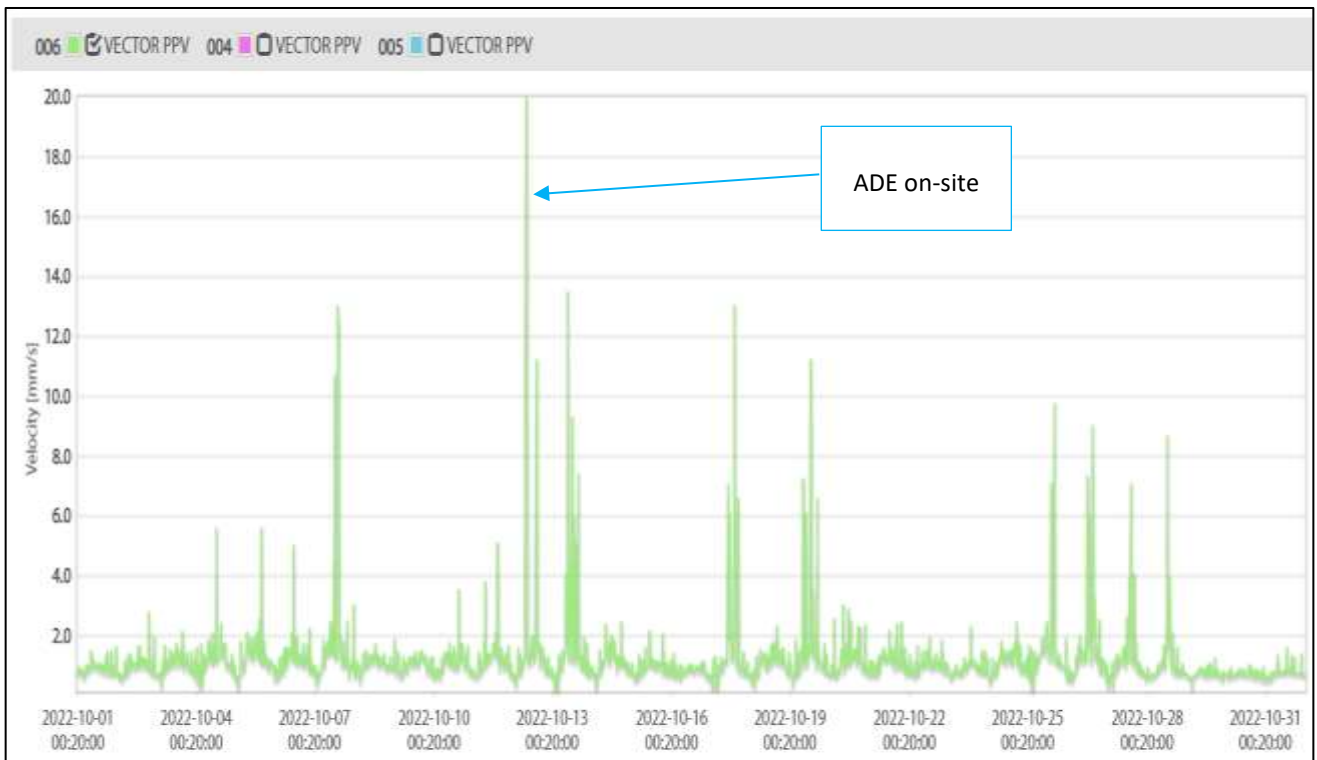 006 VECTOR PPV 004 VECTOR PPV 005 VECTOR PPV
20.0
18.0
16.0
14.0
12.0
10.0
8.0
6.0
4.0
2.0
Velocity [mm/s]
ADE on-site
2022-10-01 2022-10-04 2022-10-07 2022-10-10 2022-10-13 2022-10-16 2022-10-19 2022-10-22 2022-10-25 2022-10-28 2022-10-31
00:20:00 00:20:00 00:20:00 00:20:00 00:20:00 00:20:00 00:20:00 00:20:00 00:20:00 00:20:00 00:20:00